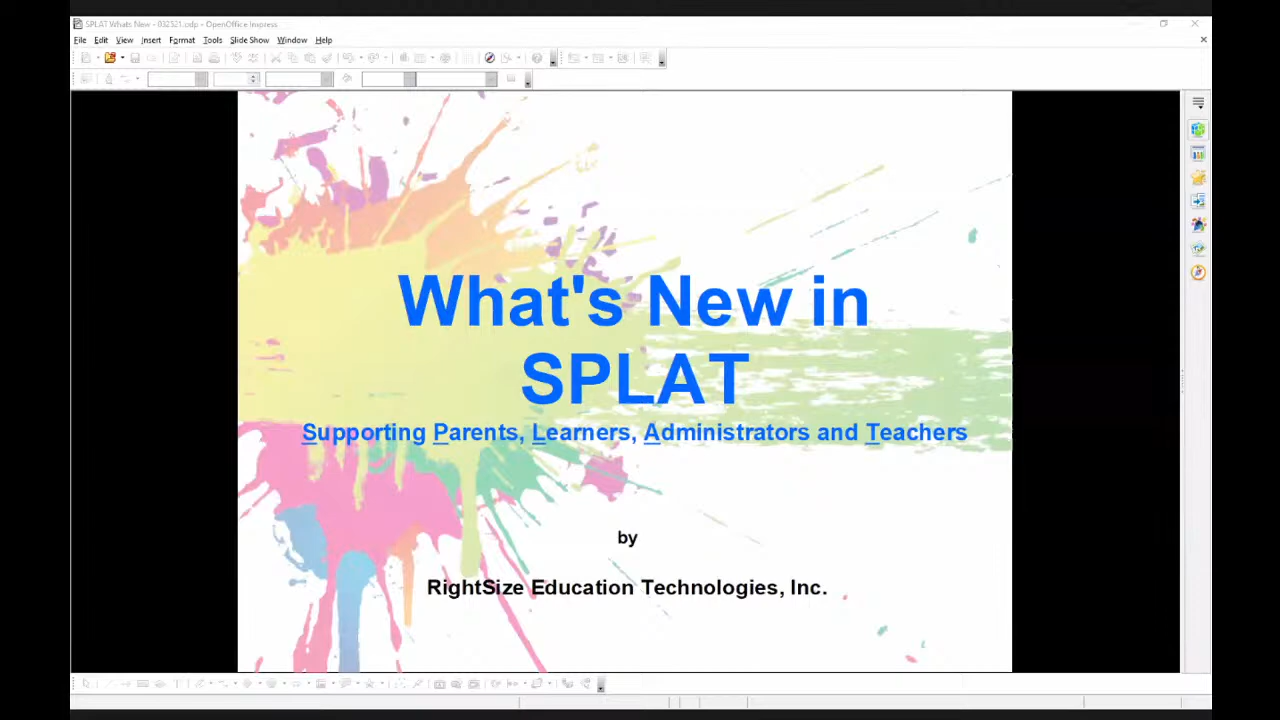 SPLAT Whats New - 032321.odp - OpenOffice Impress
File Edit View Insert Format Tools Slide Show Window Help
What's New in
SPLAT
Supporting Parents, Learners, Administrators and Teachers
by
RightSize Education Technologies, Inc.